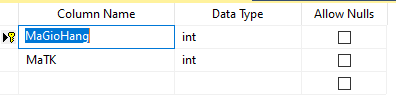 Column Name Data Type Allow Nulls
MaGioHang int
MaTK int